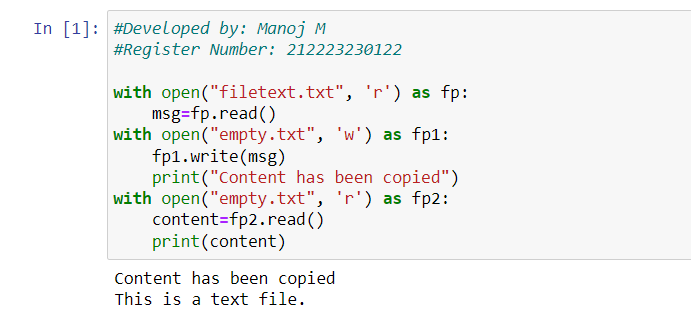 In [1]: #Developed by: Manoj M
#Register Number: 212223230122
with open("filetext.txt", 'r') as fp:
    msg=fp.read()
with open("empty.txt", 'w') as fp1:
    fp1.write(msg)
    print("Content has been copied")
with open("empty.txt", 'r') as fp2:
    content=fp2.read()
    print(content)
Content has been copied
This is a text file.